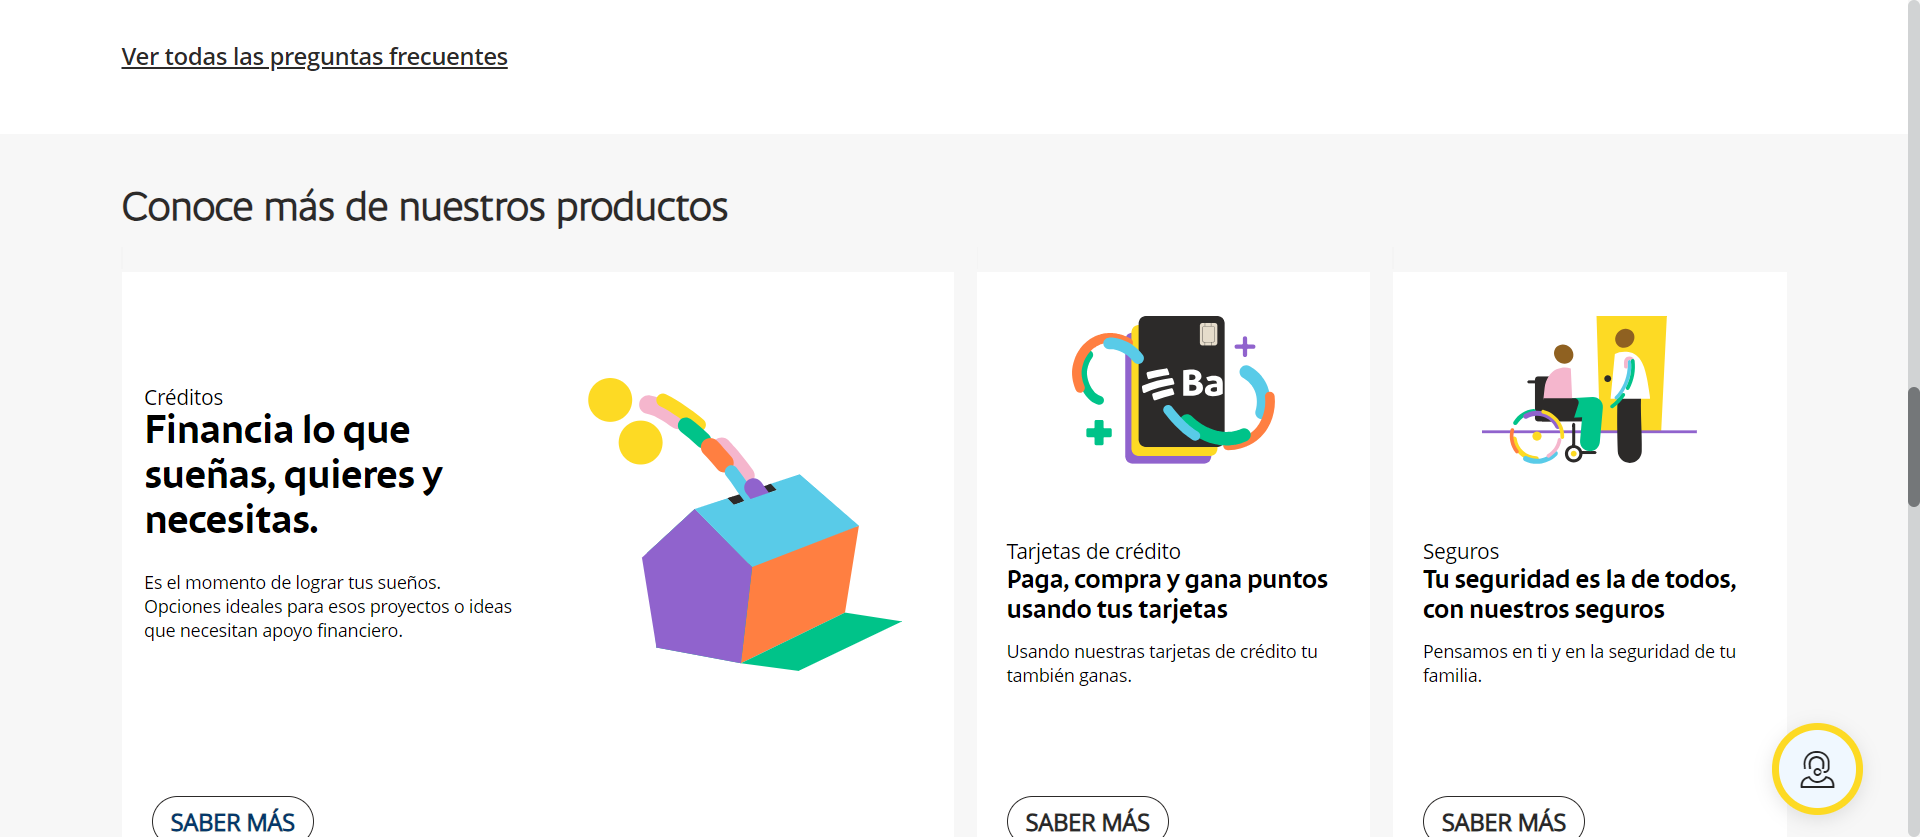 Ver todas las preguntas frecuentes
Conoce más de nuestros productos
Créditos
Financia lo que
sueñas, quieres y
necesitas.
Es el momento de lograr tus sueños.
Opciones ideales para esos proyectos o ideas
que necesitan apoyo financiero.
SABER MÁS
Ba
Tarjetas de crédito
Paga, compra y gana puntos
usando tus tarjetas
Usando nuestras tarjetas de crédito tu
también ganas.
SABER MÁS
Seguros
Tu seguridad es la de todos,
con nuestros seguros
Pensamos en ti y en la seguridad de tu
familia.
SABER MÁS